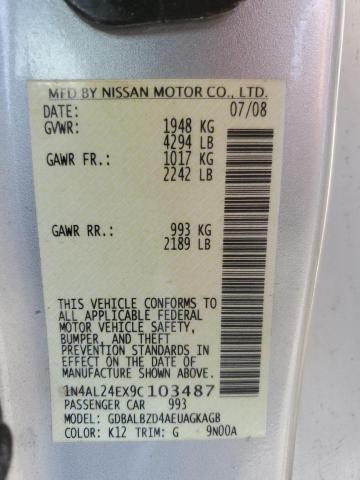 MFD BY NISSAN MOTOR CO., LTD.
DATE: 07/08
GVWR: 1948 KG
4294 LB
GAWR FR.: 1017 KG
2242 LB
GAWR RR.: 993 KG
2189 LB
THIS VEHICLE CONFORMS TO
ALL APPLICABLE FEDERAL
MOTOR VEHICLE SAFETY,
BUMPER, AND THEFT
PREVENTION STANDARDS IN
EFFECT ON THE DATE OF
MANUFACTURE SHOWN ABOVE.
1N4AL24EX9C103487
PASSENGER CAR 993
MODEL: GDBALBZD4AEUAGKAGB
COLOR: K12 TRIM: G 9N00A